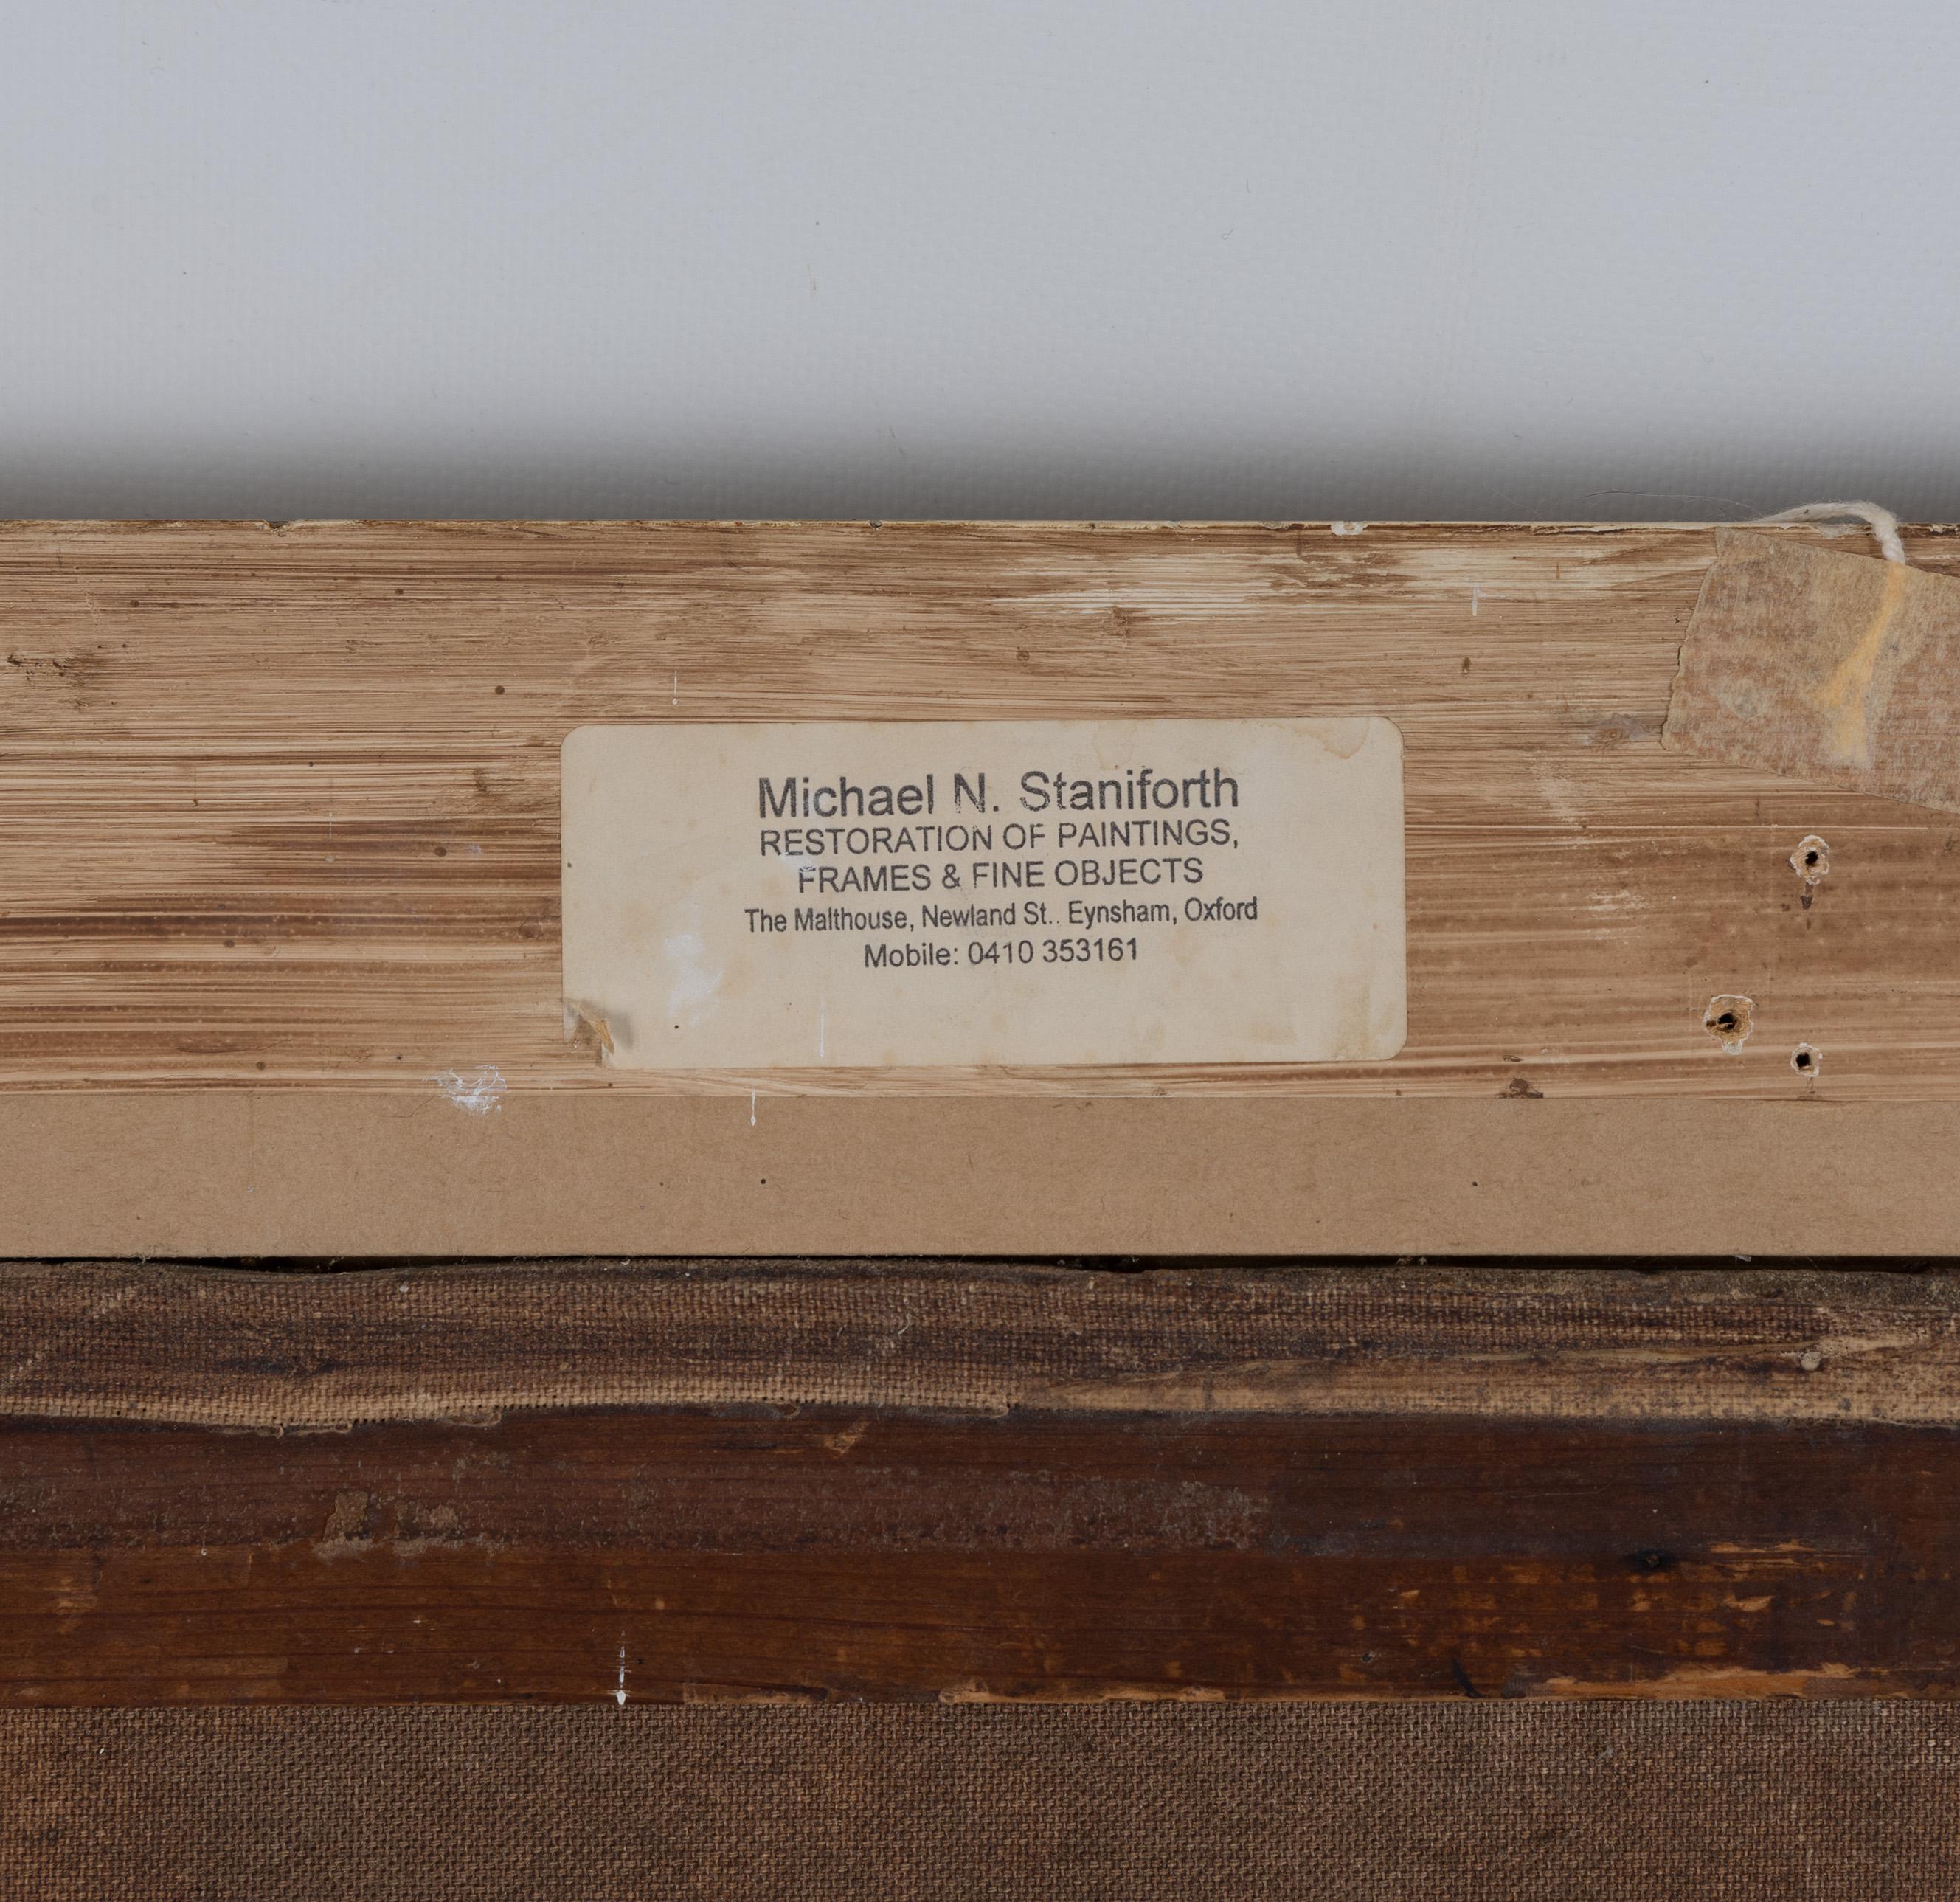 Michael N. Staniforth
RESTORATION OF PAINTINGS,
FRAMES & FINE OBJECTS
The Malthouse, Newland St.. Eynsham, Oxford
Mobile: 0410 353161